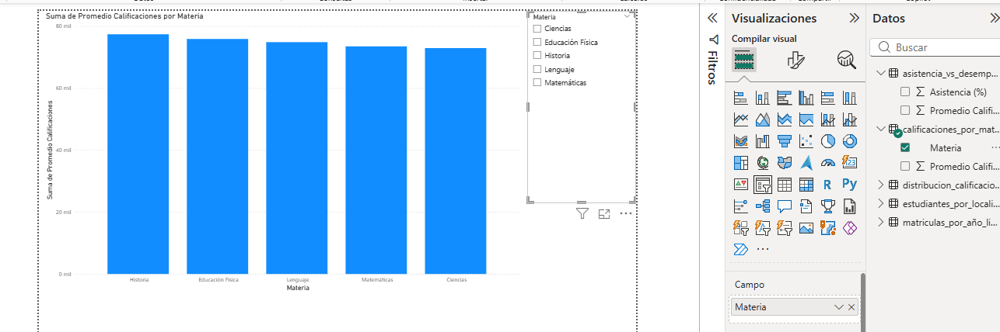 Suma de Promedio Calificaciones por Materia
80 mil
60 mil
40 mil
20 mil
0 mil
Suma de Promedio Calificaciones
Historia
Educación Física
Lenguaje
Matemáticas
Ciencias
Materia
Materia
Ciencias
Educación Física
Historia
Lenguaje
Matemáticas
Filtros
Visualizaciones
Compilar visual
123
R
Py
Campo
Materia
Datos
Buscar
asistencia_vs_desemp...
Asistencia (%)
Promedio Califi...
calificaciones_por_mat...
Materia
Promedio Califi...
distribucion_calificacio...
estudiantes_por_locali...
matriculas_por_año_li...